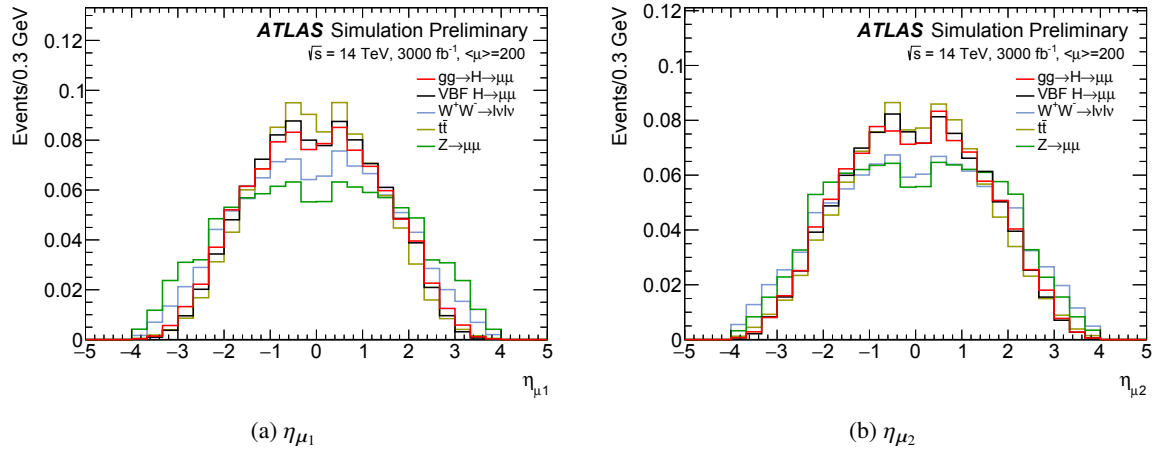 Events/0.3 GeV
0.12
0.1
0.08
0.06
0.04
0.02
0
ATLAS Simulation Preliminary
√s = 14 TeV, 3000 fb⁻¹, <μ>=200
gg→H→μμ
VBF H→μμ
W⁺W⁻→lνlν
tt̄
Z→μμ
−5 −4 −3 −2 −1 0 1 2 3 4 5
η_μ1
(a) η_μ₁
Events/0.3 GeV
0.12
0.1
0.08
0.06
0.04
0.02
0
ATLAS Simulation Preliminary
√s = 14 TeV, 3000 fb⁻¹, <μ>=200
gg→H→μμ
VBF H→μμ
W⁺W⁻→lνlν
tt̄
Z→μμ
−5 −4 −3 −2 −1 0 1 2 3 4 5
η_μ2
(b) η_μ₂